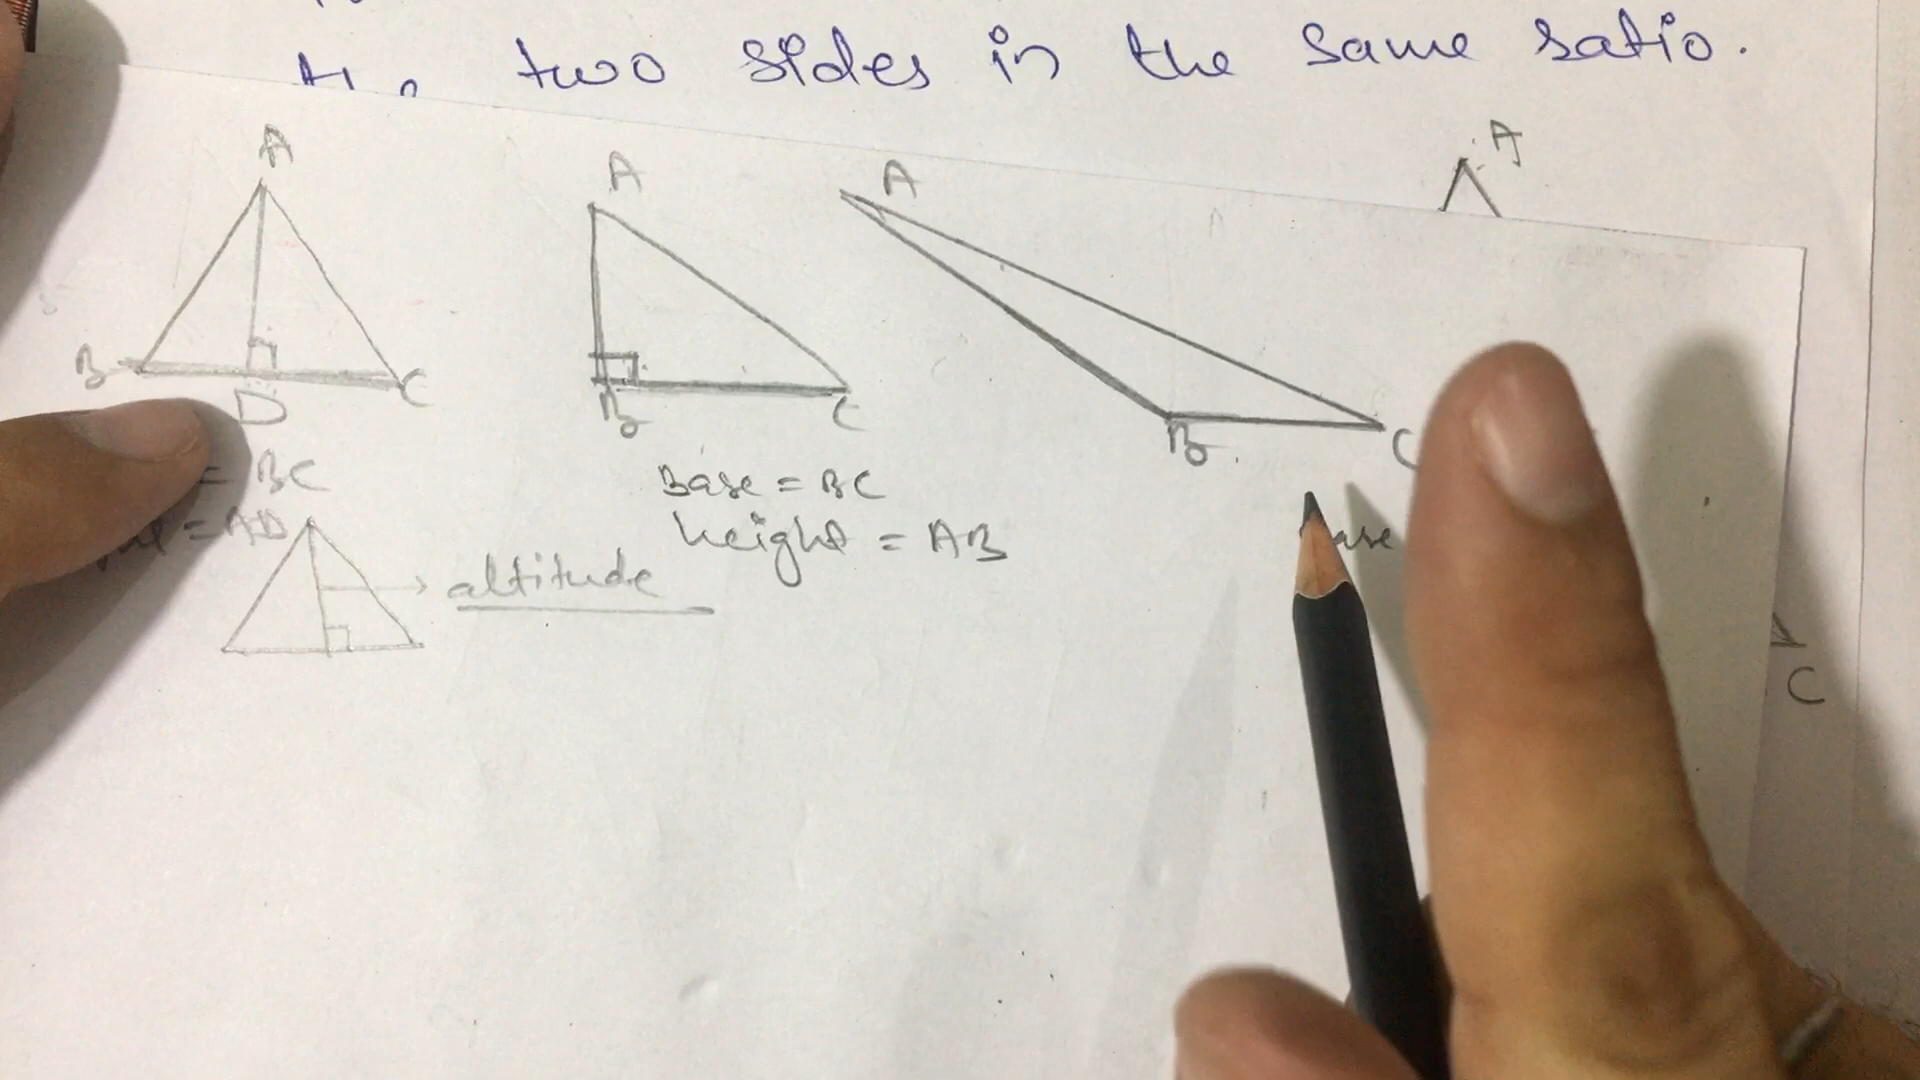 two sides in the same ratio.
A
A
A
A
B
D
C
B
C
B
C
= BC
= AD
Base = BC
height = AB
altitude
C